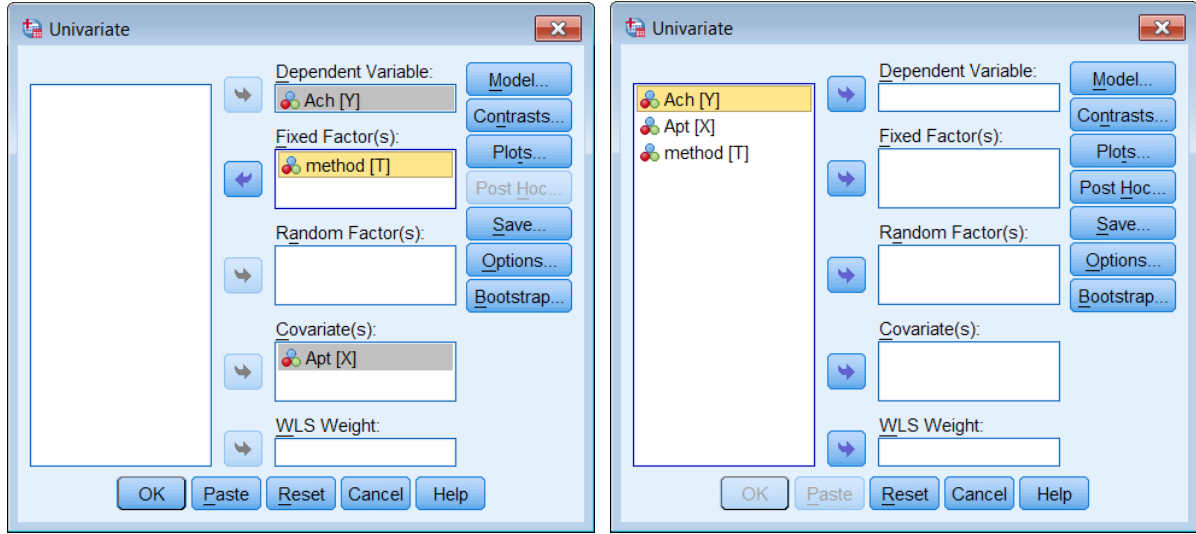 Univariate
Dependent Variable:
Ach [Y]
Model...
Contrasts...
Fixed Factor(s):
method [T]
Plots...
Post Hoc...
Save...
Random Factor(s):
Options...
Bootstrap...
Covariate(s):
Apt [X]
WLS Weight:
OK Paste Reset Cancel Help
Univariate
Ach [Y]
Apt [X]
method [T]
Dependent Variable:
Model...
Contrasts...
Fixed Factor(s):
Plots...
Post Hoc...
Save...
Random Factor(s):
Options...
Bootstrap...
Covariate(s):
WLS Weight:
OK Paste Reset Cancel Help